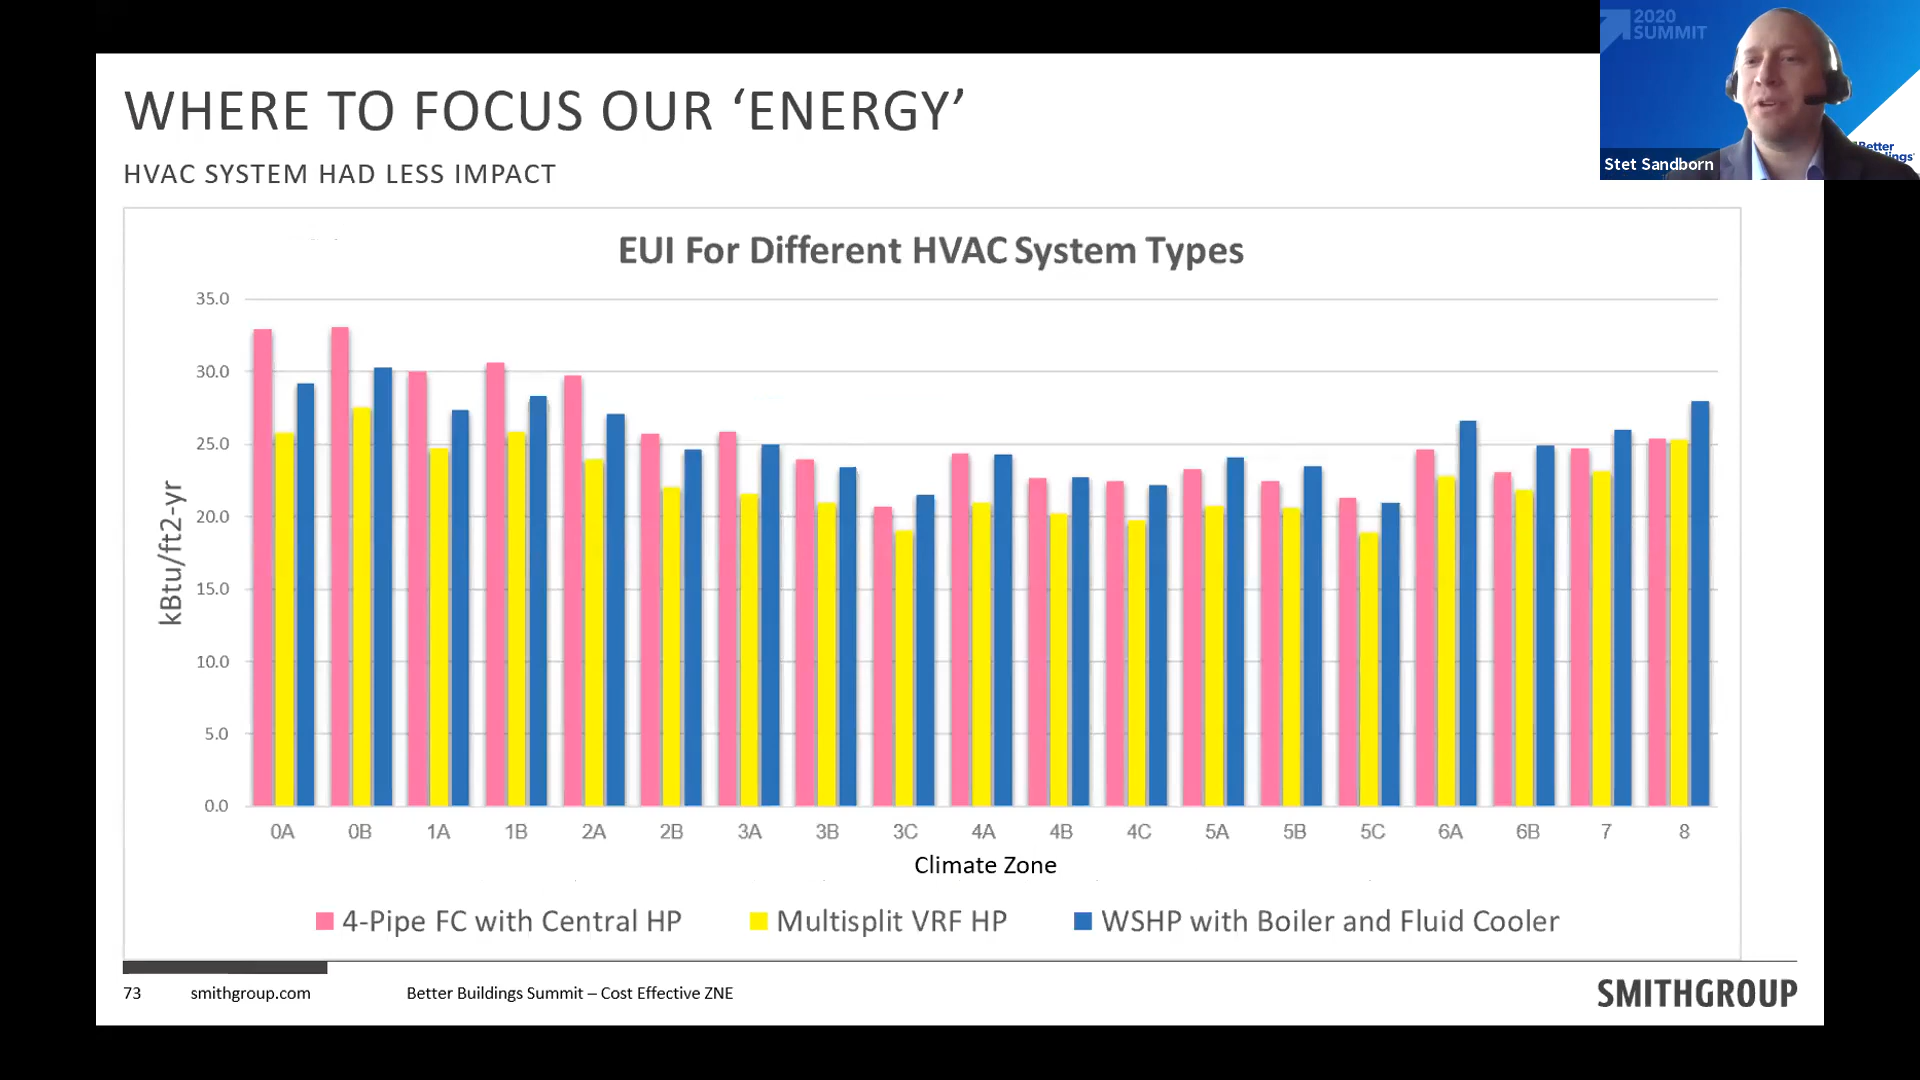 2020
SUMMIT
Better
Stet Sandborn
WHERE TO FOCUS OUR ‘ENERGY’
HVAC SYSTEM HAD LESS IMPACT
EUI For Different HVAC System Types
35.0
30.0
25.0
20.0
15.0
10.0
5.0
0.0
kBtu/ft2-yr
0A 0B 1A 1B 2A 2B 3A 3B 3C 4A 4B 4C 5A 5B 5C 6A 6B 7 8
Climate Zone
4-Pipe FC with Central HP Multisplit VRF HP WSHP with Boiler and Fluid Cooler
73 smithgroup.com Better Buildings Summit – Cost Effective ZNE SMITHGROUP